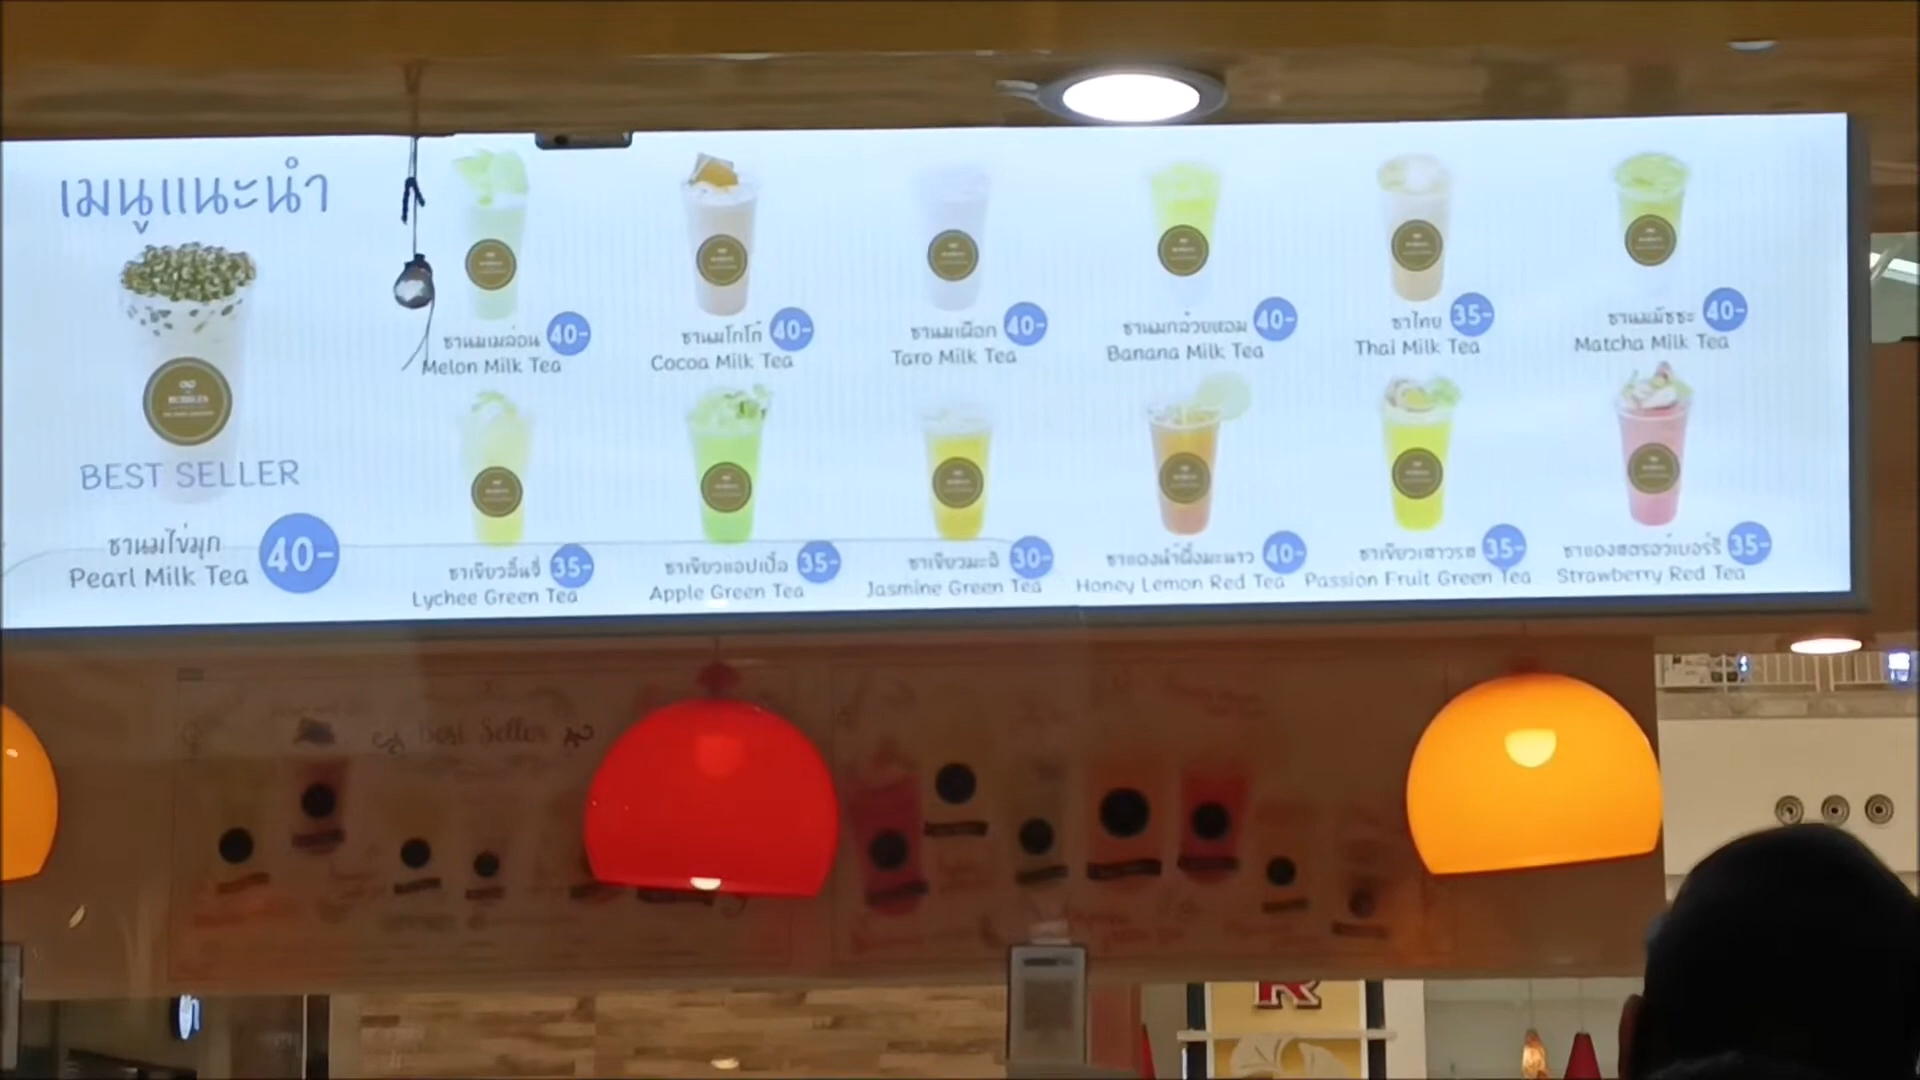 เมนูแนะนำ
BEST SELLER
ชานมไข่มุก 40-
Pearl Milk Tea
ชานมเมล่อน 40-
Melon Milk Tea
ชานมโกโก้ 40-
Cocoa Milk Tea
ชานมเผือก 40-
Taro Milk Tea
ชานมกล้วยหอม 40-
Banana Milk Tea
ชาไทย 35-
Thai Milk Tea
ชานมมัชชะ 40-
Matcha Milk Tea
ชาเขียวลิ้นจี่ 35-
Lychee Green Tea
ชาเขียวแอปเปิ้ล 35-
Apple Green Tea
ชาเขียวมะลิ 30-
Jasmine Green Tea
ชาแดงน้ำผึ้งมะนาว 40-
Honey Lemon Red Tea
ชาเขียวเสาวรส 35-
Passion Fruit Green Tea
ชาแดงสตรอว์เบอร์รี 35-
Strawberry Red Tea
Best Seller
R